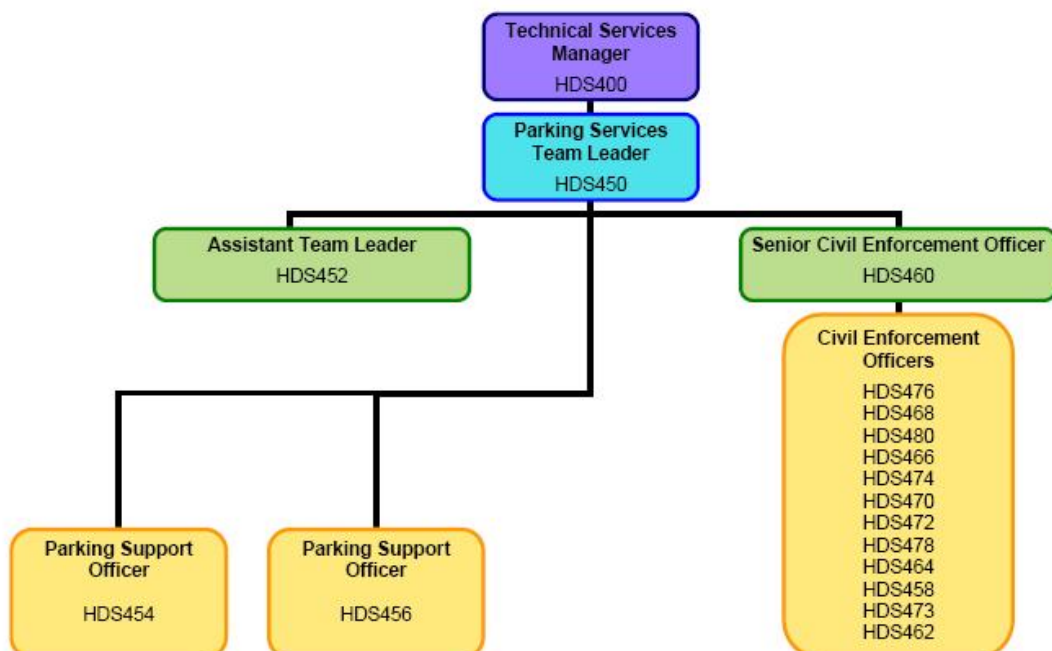 Technical Services
Manager
HDS400
Parking Services
Team Leader
HDS450
Assistant Team Leader
HDS452
Senior Civil Enforcement Officer
HDS460
Civil Enforcement
Officers
HDS476
HDS468
HDS480
HDS466
HDS474
HDS470
HDS472
HDS478
HDS464
HDS458
HDS473
HDS462
Parking Support
Officer
HDS454
Parking Support
Officer
HDS456